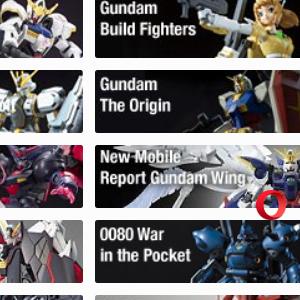 Gundam
Build Fighters
Gundam
The Origin
New Mobile
Report Gundam Wing
0080 War
in the Pocket